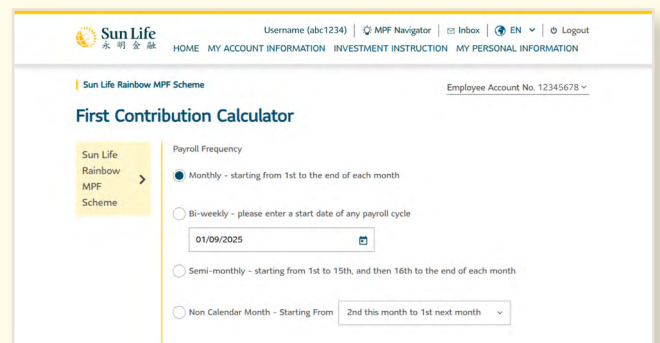 Sun Life
永明金融
Username (abc1234) MPF Navigator Inbox EN Logout
HOME MY ACCOUNT INFORMATION INVESTMENT INSTRUCTION MY PERSONAL INFORMATION
Sun Life Rainbow MPF Scheme
Employee Account No. 12345678
First Contribution Calculator
Sun Life
Rainbow
MPF
Scheme
Payroll Frequency
Monthly - starting from 1st to the end of each month
Bi-weekly - please enter a start date of any payroll cycle
01/09/2025
Semi-monthly - starting from 1st to 15th, and then 16th to the end of each month
Non Calendar Month - Starting From 2nd this month to 1st next month